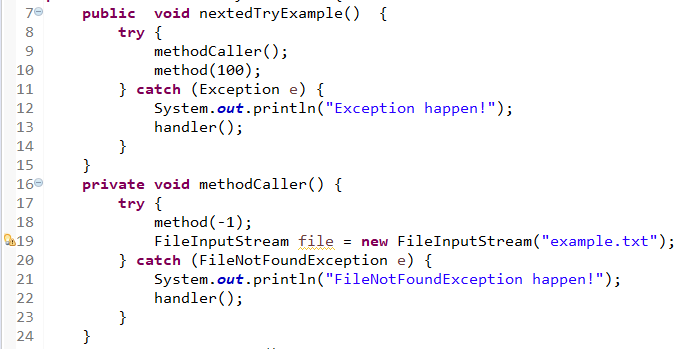 7 public  void nextedTryExample()  {
8 try {
9 methodCaller();
10 method(100);
11 } catch (Exception e) {
12 System.out.println("Exception happen!");
13 handler();
14 }
15 }
16 private void methodCaller() {
17 try {
18 method(-1);
19 FileInputStream file = new FileInputStream("example.txt");
20 } catch (FileNotFoundException e) {
21 System.out.println("FileNotFoundException happen!");
22 handler();
23 }
24 }